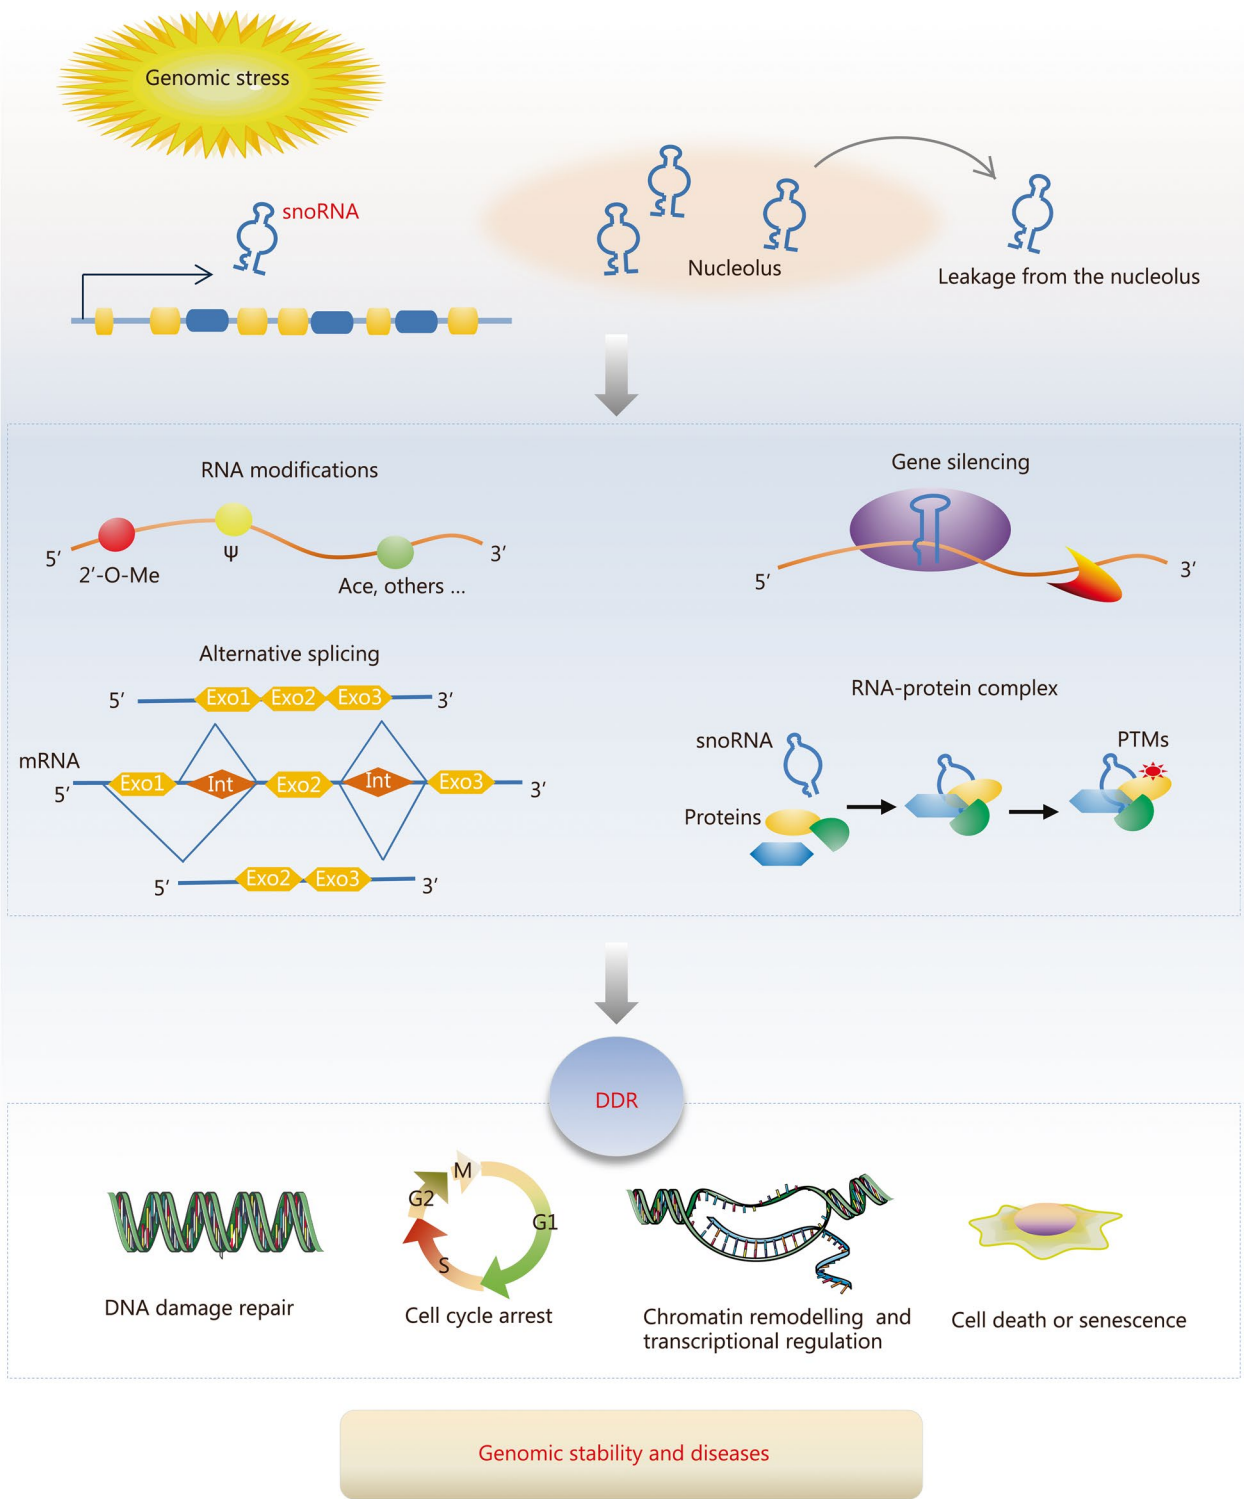 Genomic stress
snoRNA
Nucleolus
Leakage from the nucleolus
RNA modifications
5′
2′-O-Me
Ψ
Ace, others ...
3′
Gene silencing
5′
3′
Alternative splicing
5′
Exo1
Exo2
Exo3
3′
mRNA
5′
Exo1
Int
Exo2
Int
Exo3
3′
5′
Exo2
Exo3
3′
RNA-protein complex
snoRNA
Proteins
PTMs
DDR
DNA damage repair
M
G2
G1
S
Cell cycle arrest
Chromatin remodelling and
transcriptional regulation
Cell death or senescence
Genomic stability and diseases